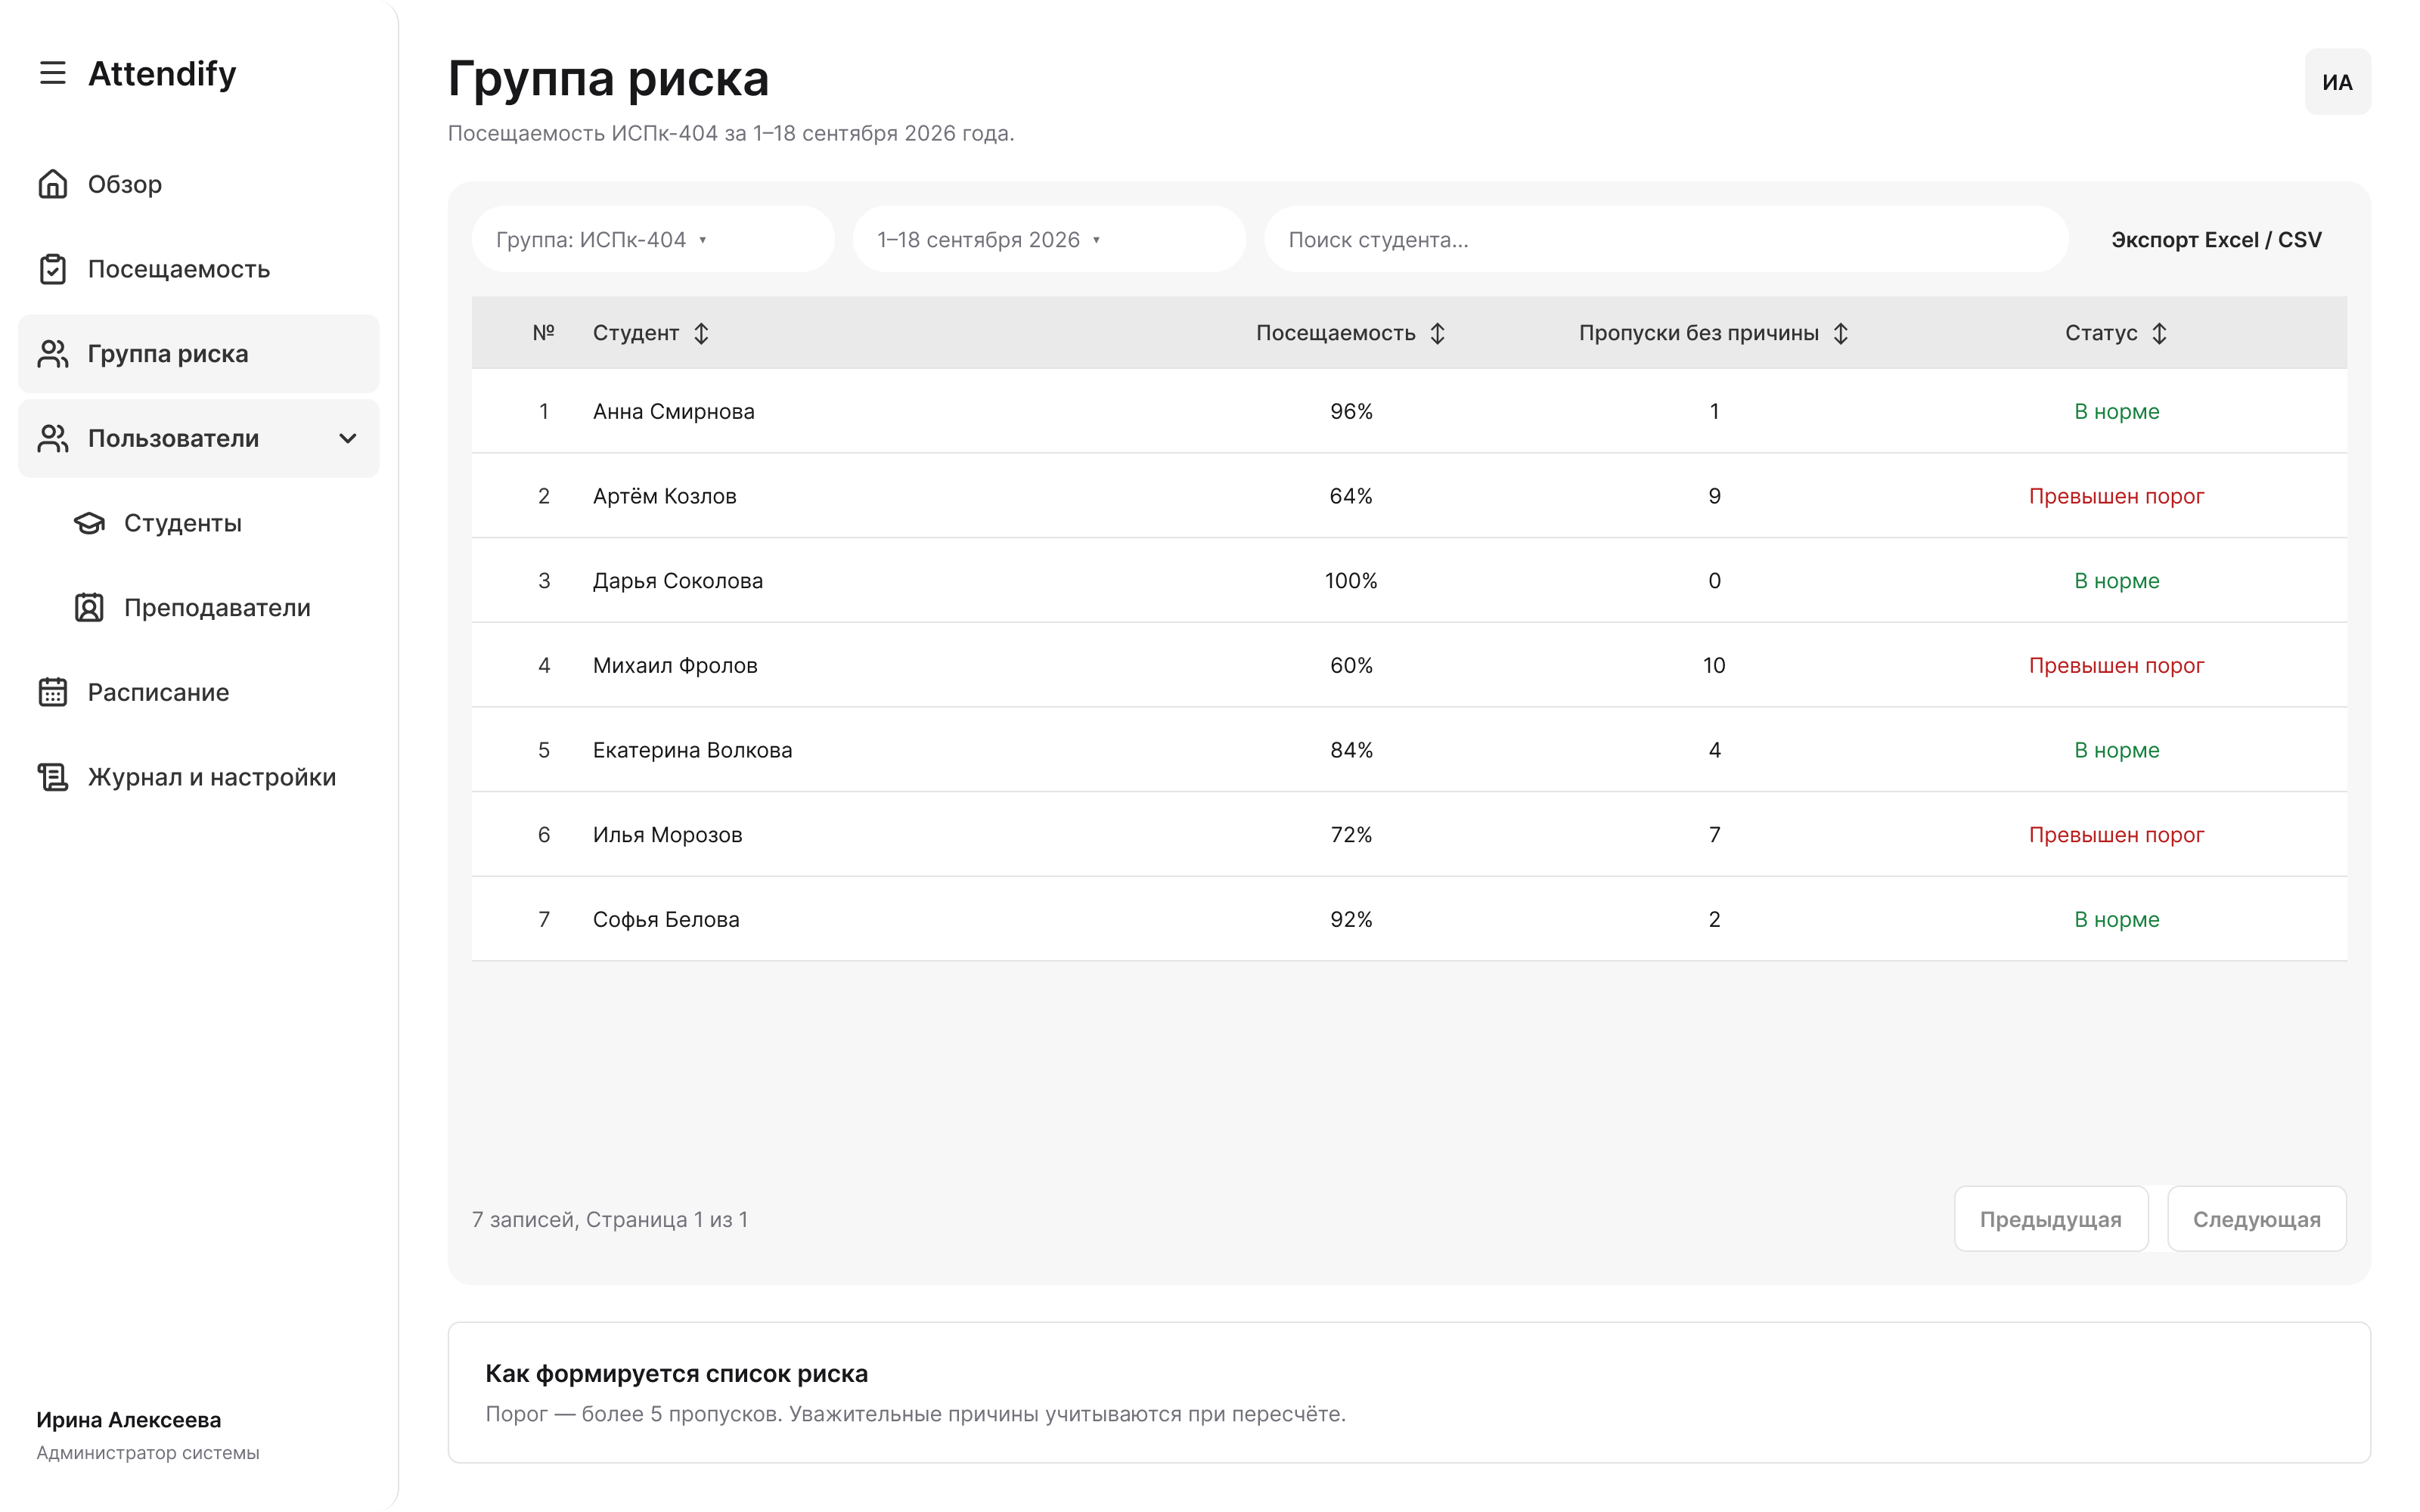 Attendify
Обзор
Посещаемость
Группа риска
Пользователи
Студенты
Преподаватели
Расписание
Журнал и настройки
Ирина Алексеева
Администратор системы
Группа риска
Посещаемость ИСПк-404 за 1–18 сентября 2026 года.
ИА
Группа: ИСПк-404 1–18 сентября 2026 Поиск студента... Экспорт Excel / CSV
№ Студент Посещаемость Пропуски без причины Статус
1 Анна Смирнова 96% 1 В норме
2 Артём Козлов 64% 9 Превышен порог
3 Дарья Соколова 100% 0 В норме
4 Михаил Фролов 60% 10 Превышен порог
5 Екатерина Волкова 84% 4 В норме
6 Илья Морозов 72% 7 Превышен порог
7 Софья Белова 92% 2 В норме
7 записей, Страница 1 из 1 Предыдущая Следующая
Как формируется список риска
Порог — более 5 пропусков. Уважительные причины учитываются при пересчёте.